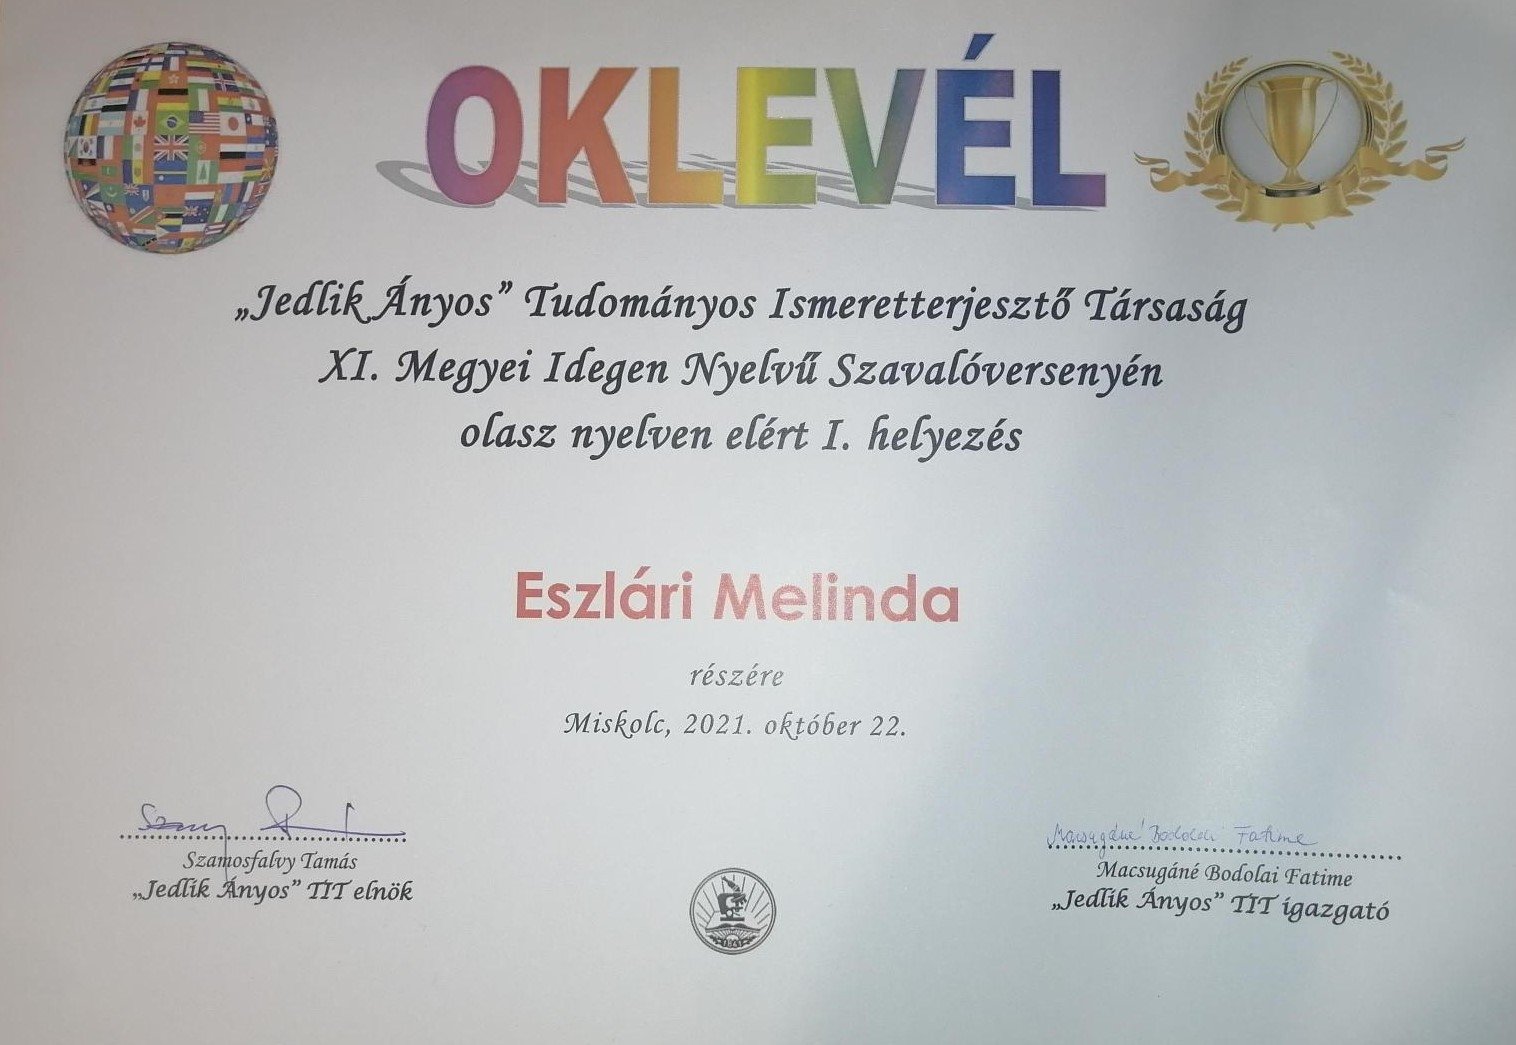 OKLEVÉL
„Jedlik Ányos” Tudományos Ismeretterjesztő Társaság
XI. Megyei Idegen Nyelvű Szavalóversenyén
olasz nyelven elért I. helyezés
Eszlári Melinda
részére
Miskolc, 2021. október 22.
Szamosfalvy Tamás
„Jedlik Ányos” TIT elnök
Macsugáné Bodolai Fatime
Macsugáné Bodolai Fatime
„Jedlik Ányos” TIT igazgató
1841